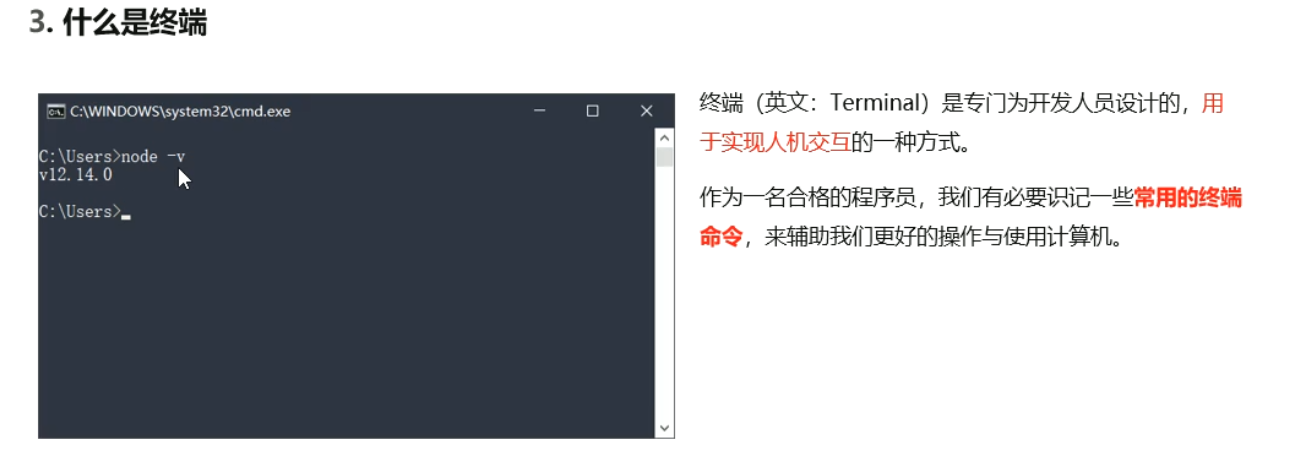 3. 什么是终端
C:\WINDOWS\system32\cmd.exe
C:\Users>node -v
v12.14.0
C:\Users>_
终端（英文：Terminal）是专门为开发人员设计的，用
于实现人机交互的一种方式。
作为一名合格的程序员，我们有必要识记一些常用的终端
命令，来辅助我们更好的操作与使用计算机。